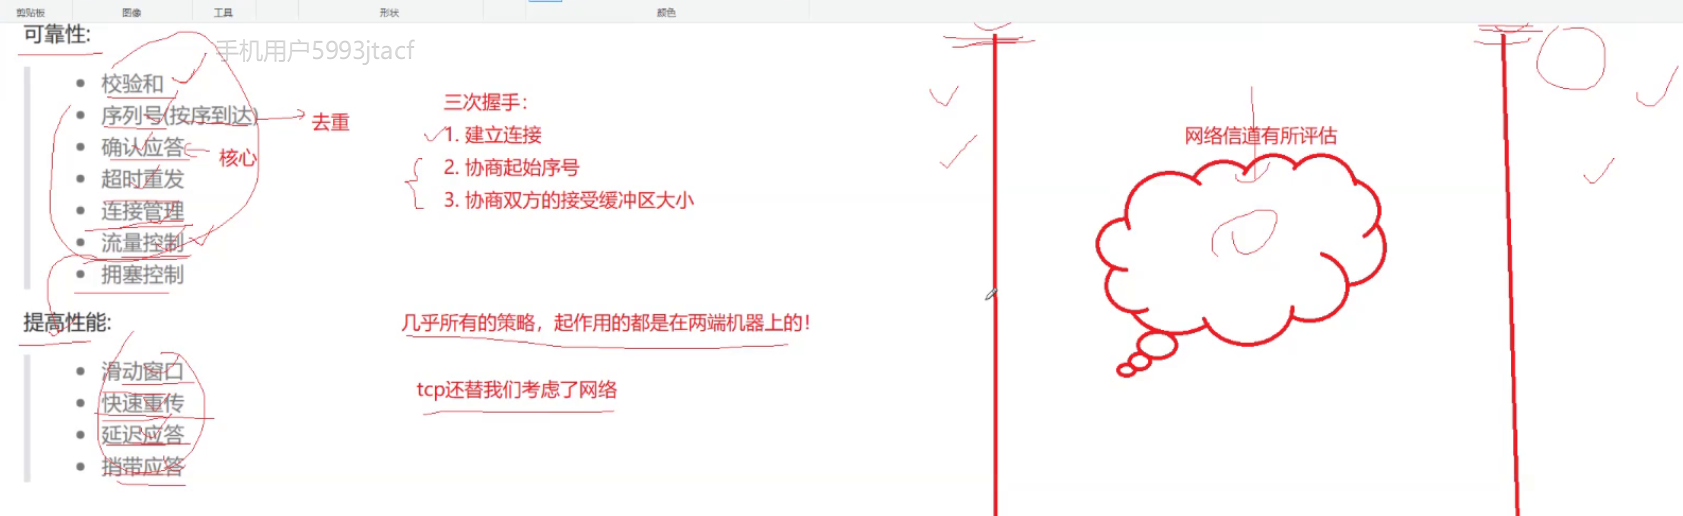 剪贴板
图像
工具
形状
颜色
可靠性:
手机用户5993jtacf
校验和
序列号(按序到达)
去重
确认应答
核心
超时重发
连接管理
流量控制
拥塞控制
提高性能:
滑动窗口
快速重传
延迟应答
捎带应答
三次握手:
1. 建立连接
2. 协商起始序号
3. 协商双方的接受缓冲区大小
几乎所有的策略，起作用的都是在两端机器上的！
tcp还替我们考虑了网络
网络信道有所评估